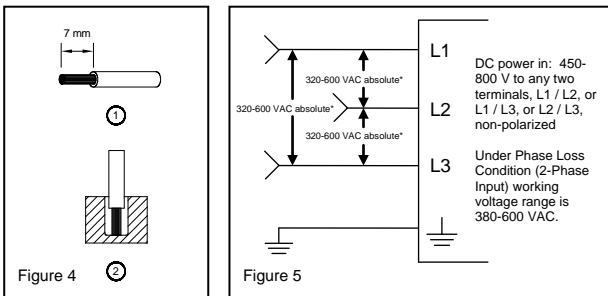 7 mm
1
2
Figure 4
L1
320-600 VAC absolute*
320-600 VAC absolute*
L2
320-600 VAC absolute*
L3
DC power in:  450-
800 V to any two
terminals, L1 / L2, or
L1 / L3, or L2 / L3,
non-polarized
Under Phase Loss
Condition (2-Phase
Input) working
voltage range is
380-600 VAC.
Figure 5